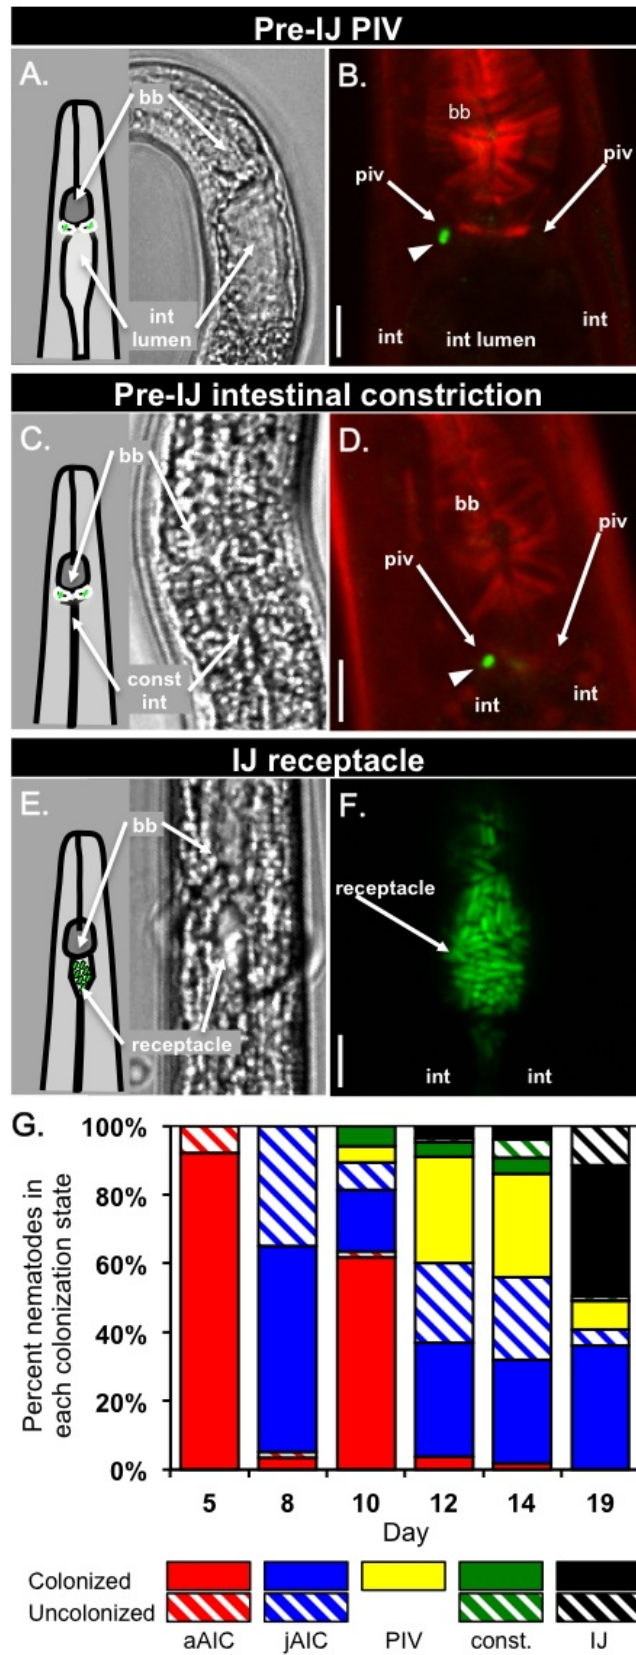 Pre-IJ PIV
A.
bb
int
lumen
B.
bb
piv
piv
int
int lumen
int
Pre-IJ intestinal constriction
C.
bb
const
int
D.
bb
piv
piv
int
int
IJ receptacle
E.
bb
receptacle
F.
receptacle
int
int
G.
Percent nematodes in
each colonization state
100%
80%
60%
40%
20%
0%
5 8 10 12 14 19
Day
Colonized
Uncolonized
aAIC jAIC PIV const. IJ